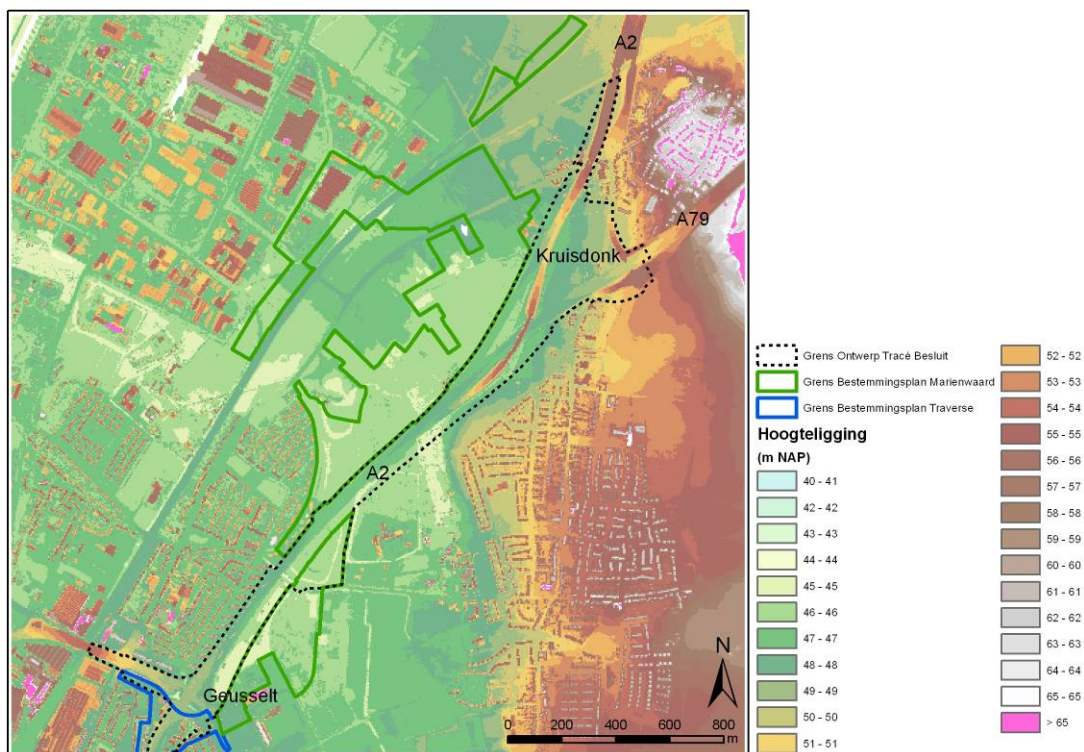 A2
A79
Kruisdonk
A2
Geusselt
N
0 200 400 600 800
m
Grens Ontwerp Tracé Besluit
Grens Bestemmingsplan Marienwaard
Grens Bestemmingsplan Traverse
Hoogteligging
(m NAP)
40 - 41
42 - 42
43 - 43
44 - 44
45 - 45
46 - 46
47 - 47
48 - 48
49 - 49
50 - 50
51 - 51
52 - 52
53 - 53
54 - 54
55 - 55
56 - 56
57 - 57
58 - 58
59 - 59
60 - 60
61 - 61
62 - 62
63 - 63
64 - 64
65 - 65
> 65